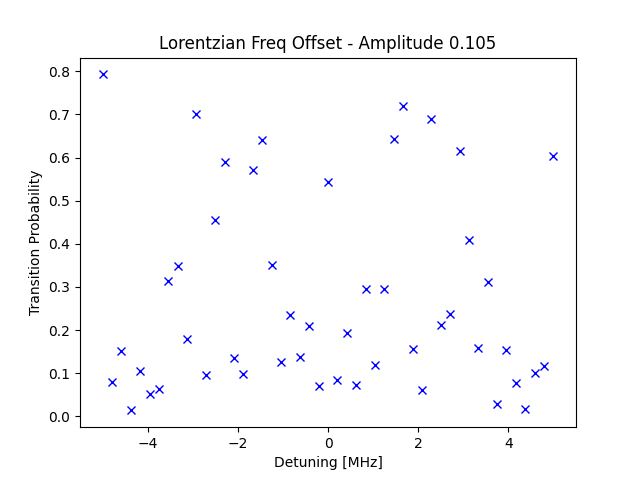 Lorentzian Freq Offset - Amplitude 0.105
0.8
0.7
0.6
0.5
0.4
0.3
0.2
0.1
0.0
Transition Probability
−4 −2 0 2 4
Detuning [MHz]